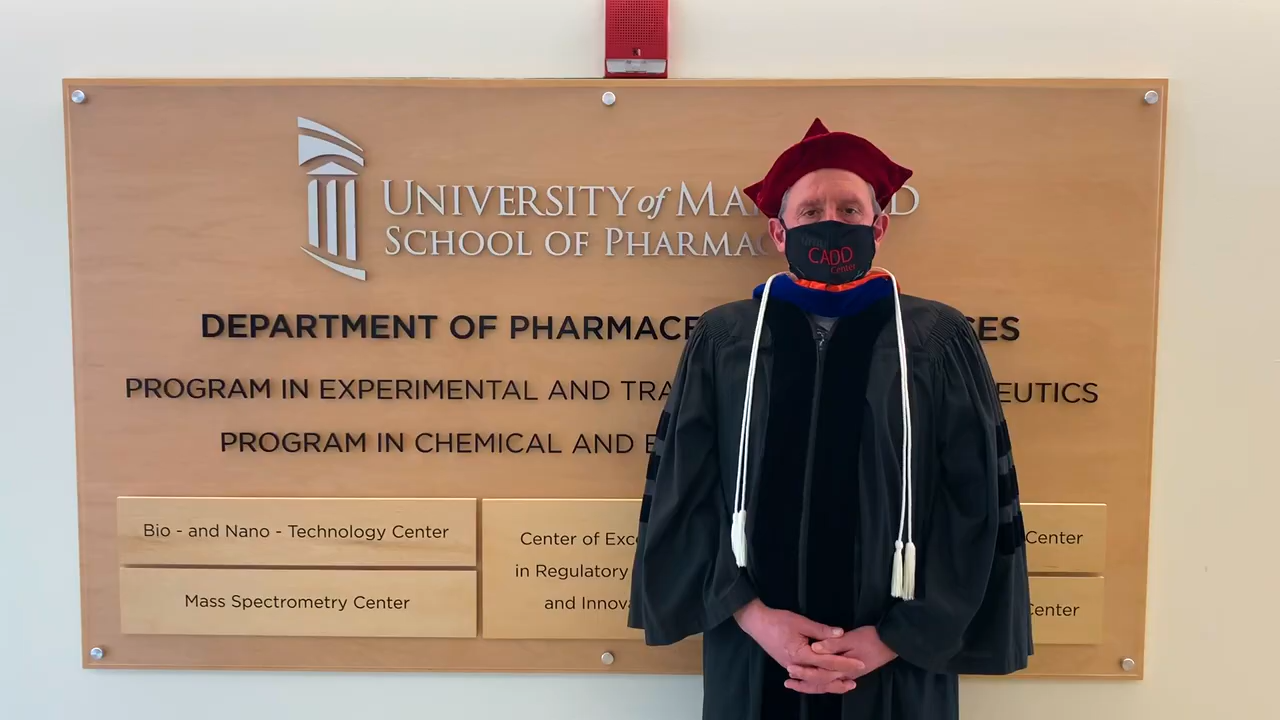 UNIVERSITY of MA D
SCHOOL OF PHARMAC
DEPARTMENT OF PHARMACE ES
PROGRAM IN EXPERIMENTAL AND TRA EUTICS
PROGRAM IN CHEMICAL AND
Bio - and Nano - Technology Center
Mass Spectrometry Center
Center of Exc
in Regulatory
and Innova
Center
Center
CADD
Center